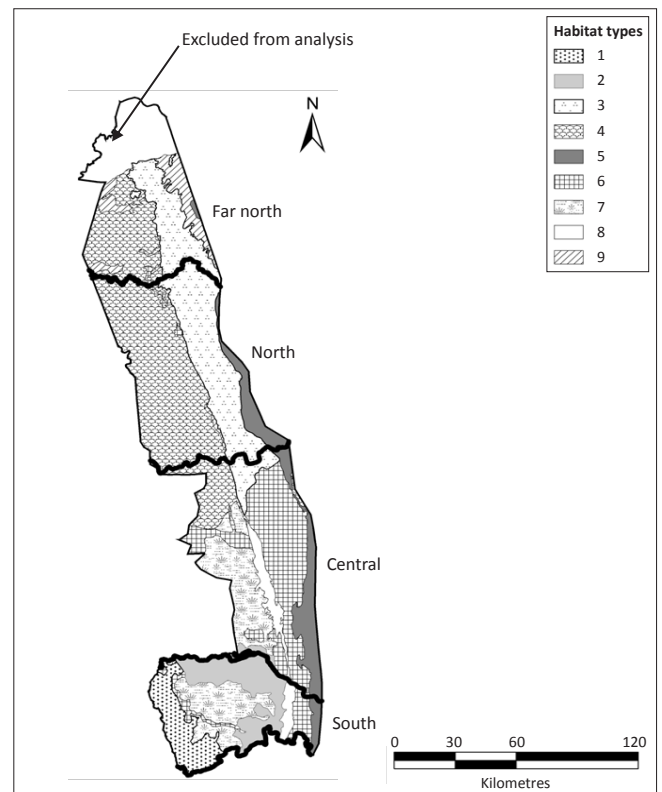 Excluded from analysis
N
Far north
North
Central
South
Habitat types
1
2
3
4
5
6
7
8
9
0 30 60 120
Kilometres